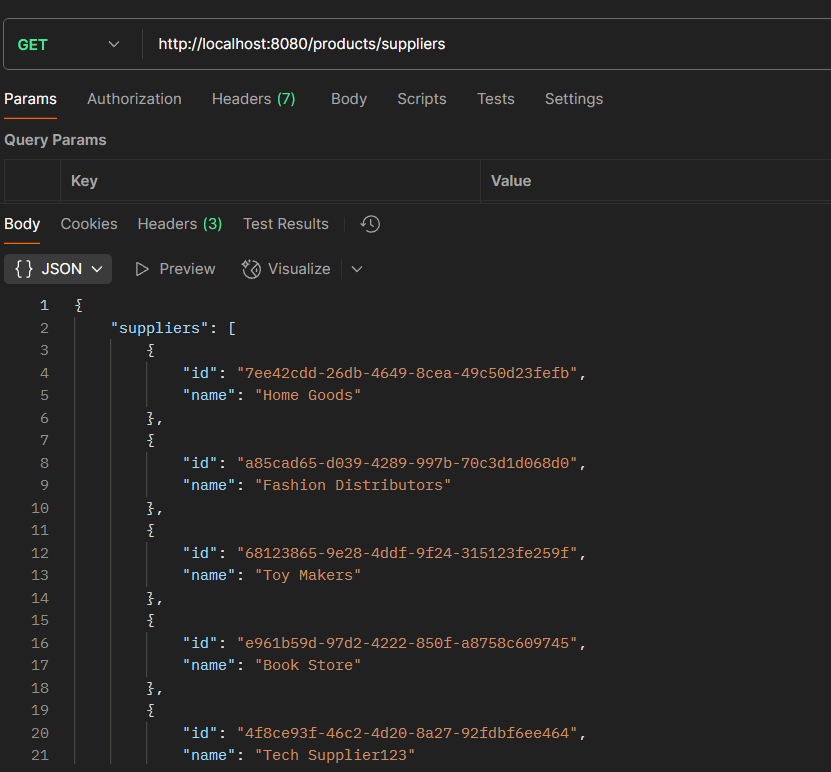 GET http://localhost:8080/products/suppliers
Params Authorization Headers (7) Body Scripts Tests Settings
Query Params
Key Value
Body Cookies Headers (3) Test Results
{} JSON Preview Visualize
1 {
2 "suppliers": [
3 {
4 "id": "7ee42cdd-26db-4649-8cea-49c50d23fefb",
5 "name": "Home Goods"
6 },
7 {
8 "id": "a85cad65-d039-4289-997b-70c3d1d068d0",
9 "name": "Fashion Distributors"
10 },
11 {
12 "id": "68123865-9e28-4ddf-9f24-315123fe259f",
13 "name": "Toy Makers"
14 },
15 {
16 "id": "e961b59d-97d2-4222-850f-a8758c609745",
17 "name": "Book Store"
18 },
19 {
20 "id": "4f8ce93f-46c2-4d20-8a27-92fdbf6ee464",
21 "name": "Tech Supplier123"